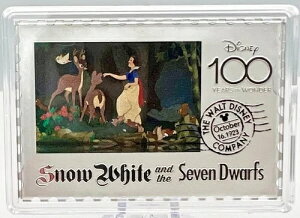 Disney
100
YEARS OF WONDER
THE WALT DISNEY COMPANY
October
16, 1923
Snow White and the Seven Dwarfs